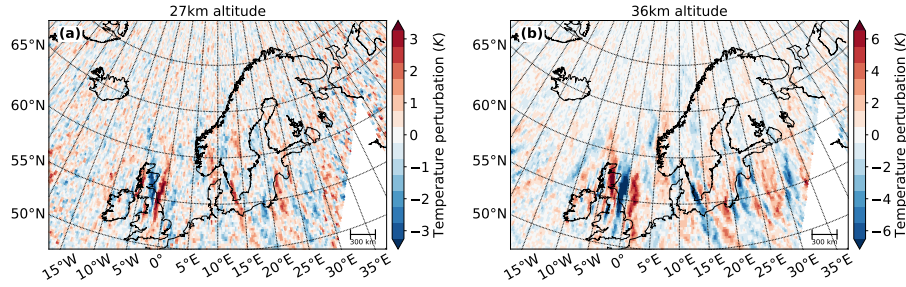 27km altitude
(a)
65°N
60°N
55°N
50°N
15°W
10°W
5°W
0°
5°E
10°E
15°E
20°E
25°E
30°E
35°E
300 km
3
2
1
0
−1
−2
−3
Temperature perturbation (K)
36km altitude
(b)
65°N
60°N
55°N
50°N
15°W
10°W
5°W
0°
5°E
10°E
15°E
20°E
25°E
30°E
35°E
300 km
6
4
2
0
−2
−4
−6
Temperature perturbation (K)